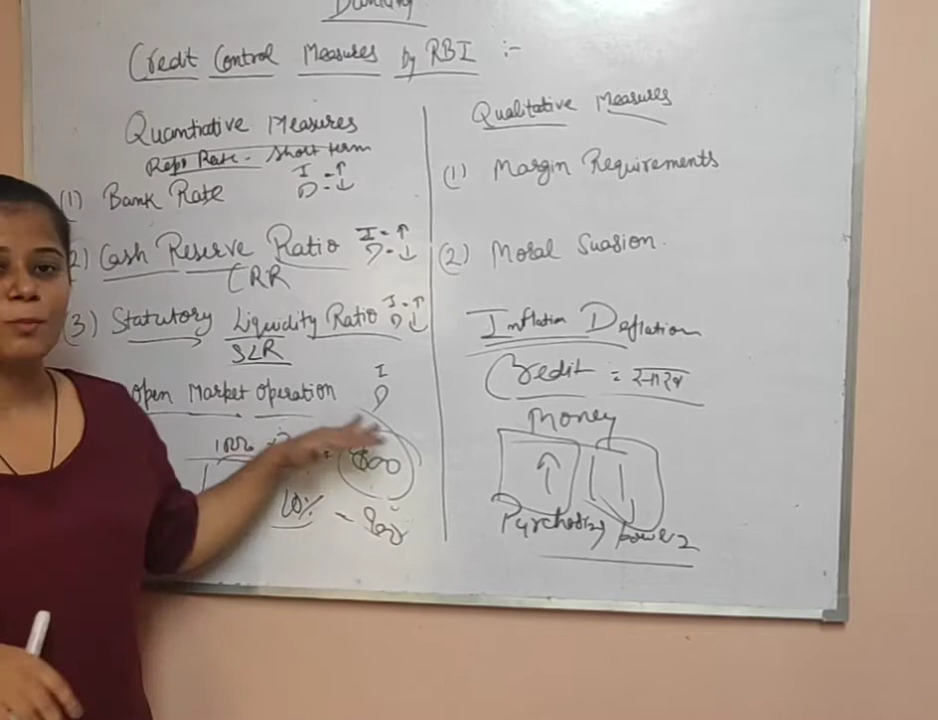 Banking
Credit Control Measures by RBI :-
Quantiative Measures
Repo Rate - Short term
I - ↑
D - ↓
(1) Bank Rate
2) Cash Reserve Ratio I - ↑
D - ↓
CRR
(3) Statutory Liquidity Ratio I - ↑
D ↓
SLR
Open Market Operation
I
D
10%
Qualitative Measures
(1) Margin Requirements
(2) Moral Suasion.
Inflation Deflation
Credit =
Money
↑
↓
Purchasing power